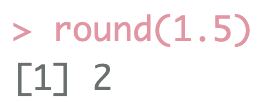 > round(1.5)
[1] 2